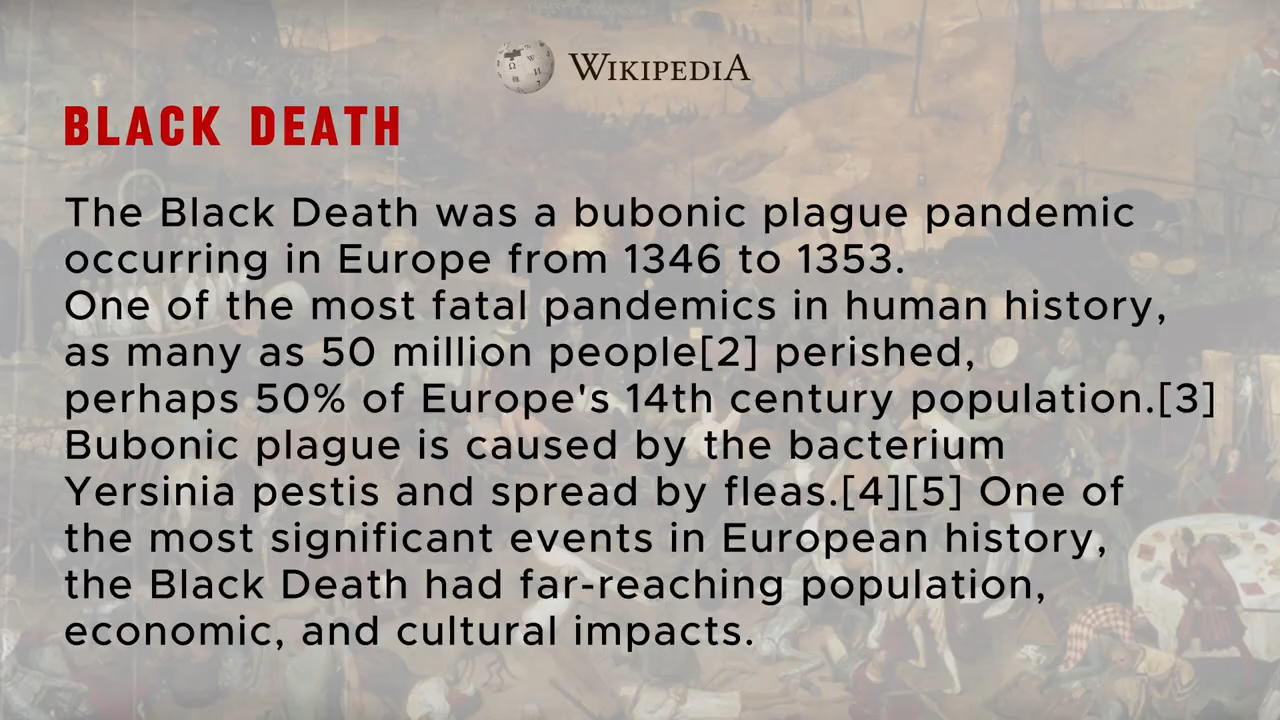 WIKIPEDIA
BLACK DEATH
The Black Death was a bubonic plague pandemic
occurring in Europe from 1346 to 1353.
One of the most fatal pandemics in human history,
as many as 50 million people[2] perished,
perhaps 50% of Europe's 14th century population.[3]
Bubonic plague is caused by the bacterium
Yersinia pestis and spread by fleas.[4][5] One of
the most significant events in European history,
the Black Death had far-reaching population,
economic, and cultural impacts.